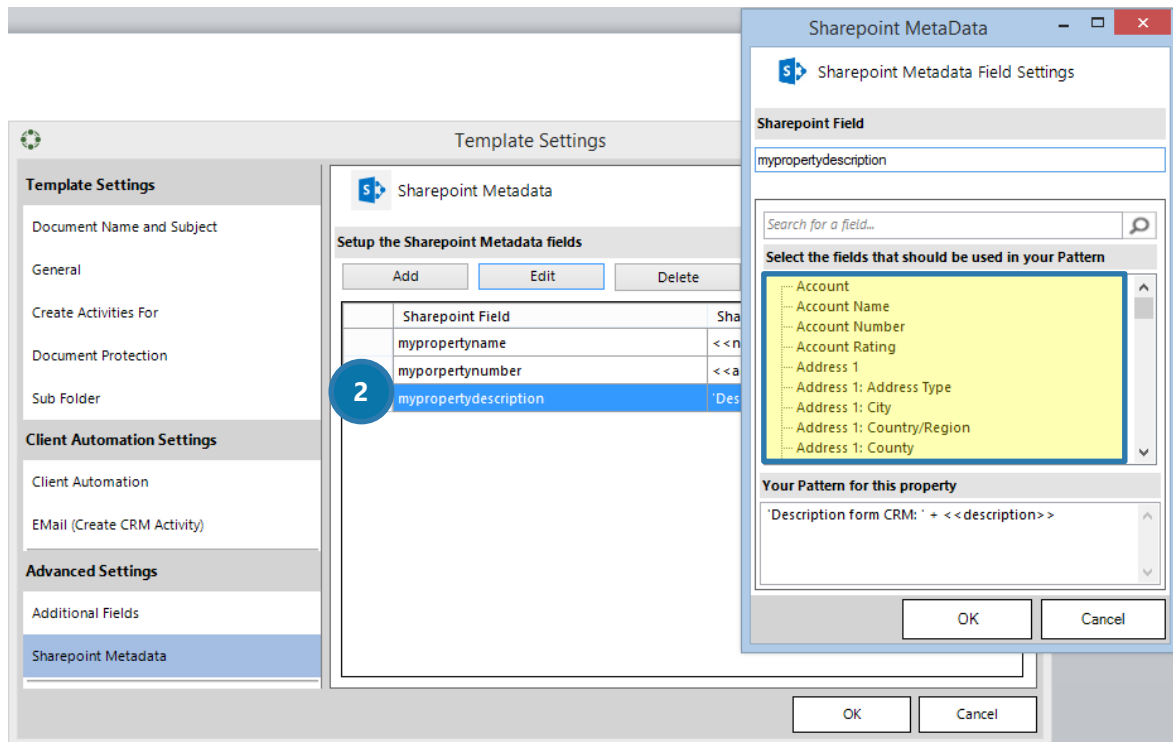 Sharepoint MetaData
Sharepoint Metadata Field Settings
Sharepoint Field
mypropertydescription
Search for a field...
Select the fields that should be used in your Pattern
Account
Account Name
Account Number
Account Rating
Address 1
Address 1: Address Type
Address 1: City
Address 1: Country/Region
Address 1: County
Your Pattern for this property
'Description form CRM: ' + <<description>>
OK
Cancel
Template Settings
Template Settings
Document Name and Subject
General
Create Activities For
Document Protection
Sub Folder
Client Automation Settings
Client Automation
EMail (Create CRM Activity)
Advanced Settings
Additional Fields
Sharepoint Metadata
Sharepoint Metadata
Setup the Sharepoint Metadata fields
Add
Edit
Delete
Sharepoint Field
Sha
mypropertyname
<<n
myporpertynumber
<<a
2
mypropertydescription
'Des
OK
Cancel